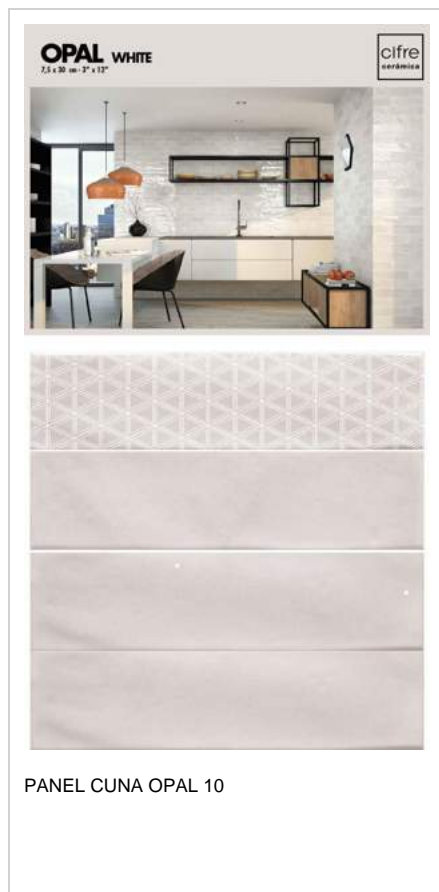 OPAL WHITE
7,5 x 30 cm - 3" x 12"
cifre
cerámica
PANEL CUNA OPAL 10